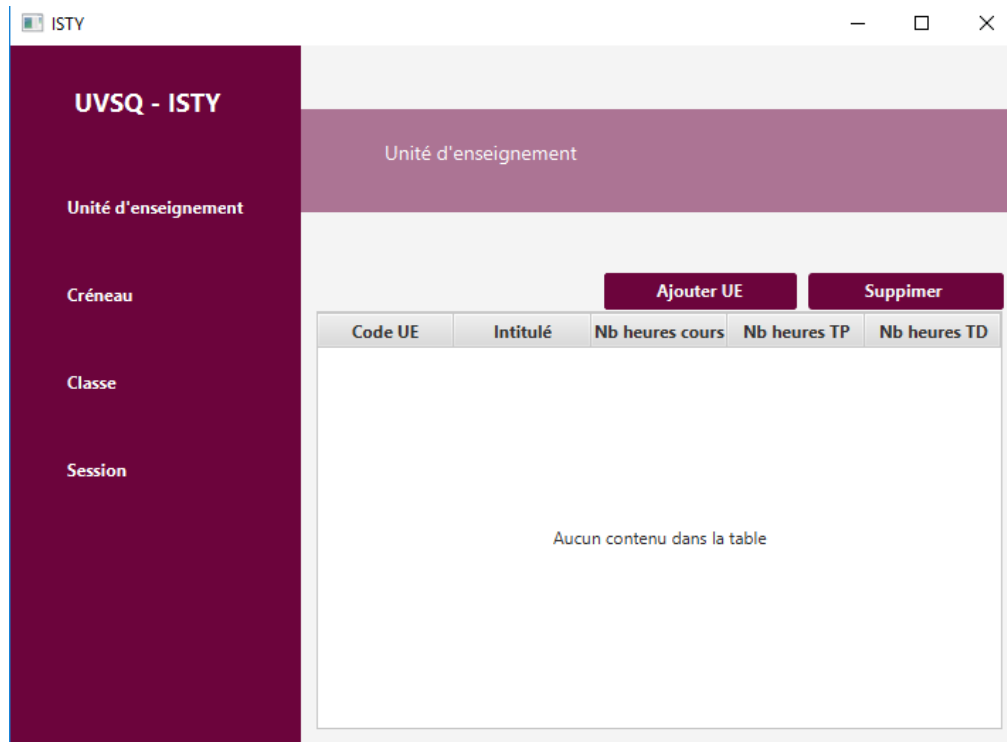 ISTY
UVSQ - ISTY
Unité d'enseignement
Créneau
Classe
Session
Unité d'enseignement
Ajouter UE Suppimer
Code UE Intitulé Nb heures cours Nb heures TP Nb heures TD
Aucun contenu dans la table